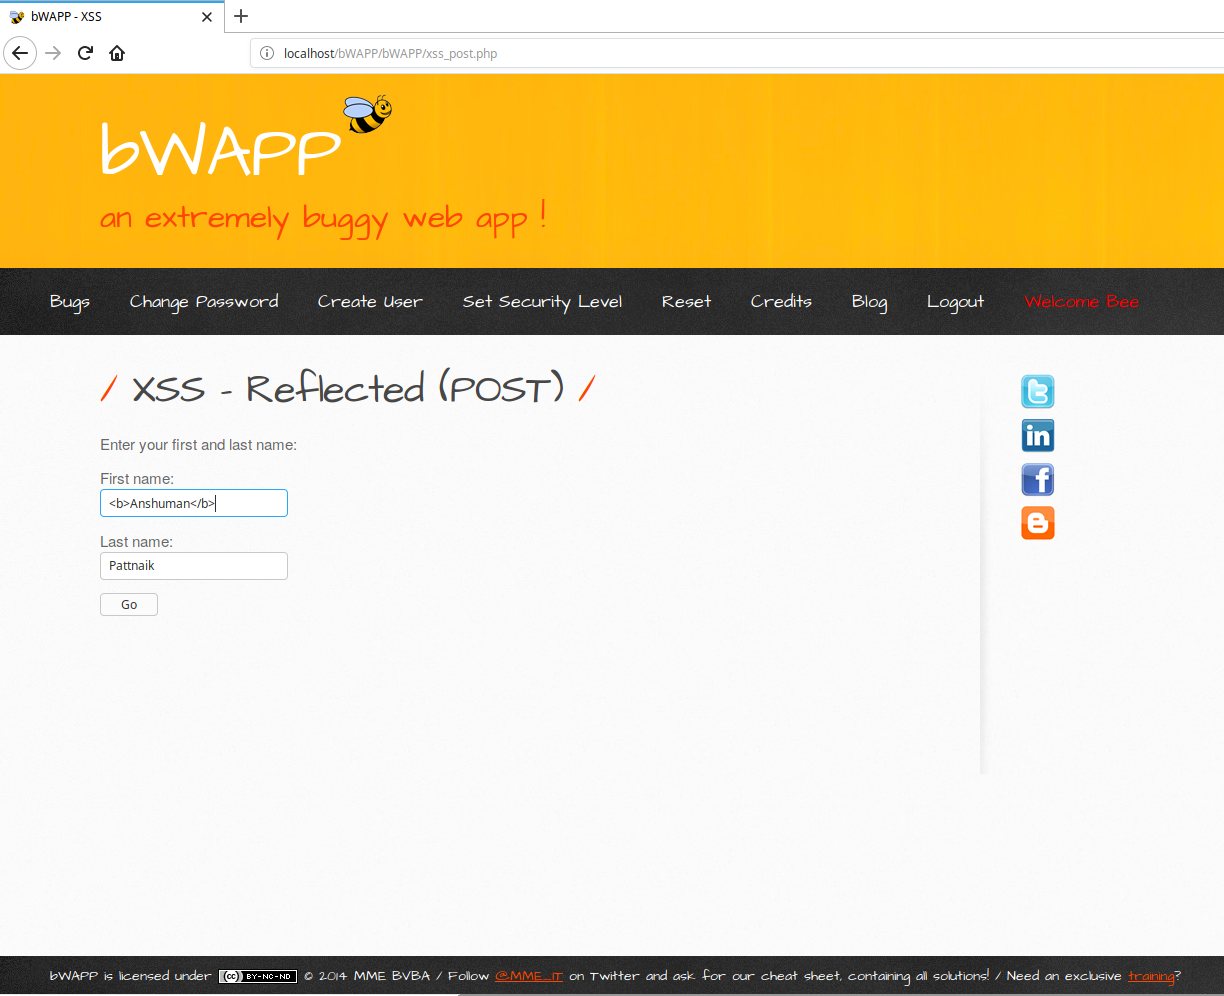 bWAPP - XSS
localhost/bWAPP/bWAPP/xss_post.php
bWAPP
an extremely buggy web app !
Bugs Change Password Create User Set Security Level Reset Credits Blog Logout Welcome Bee
/ XSS - Reflected (POST) /
Enter your first and last name:
First name:
<b>Anshuman</b>
Last name:
Pattnaik
Go
bWAPP is licensed under (cc) BY-NC-ND © 2014 MME BVBA / Follow @MME_IT on Twitter and ask for our cheat sheet, containing all solutions! / Need an exclusive training?